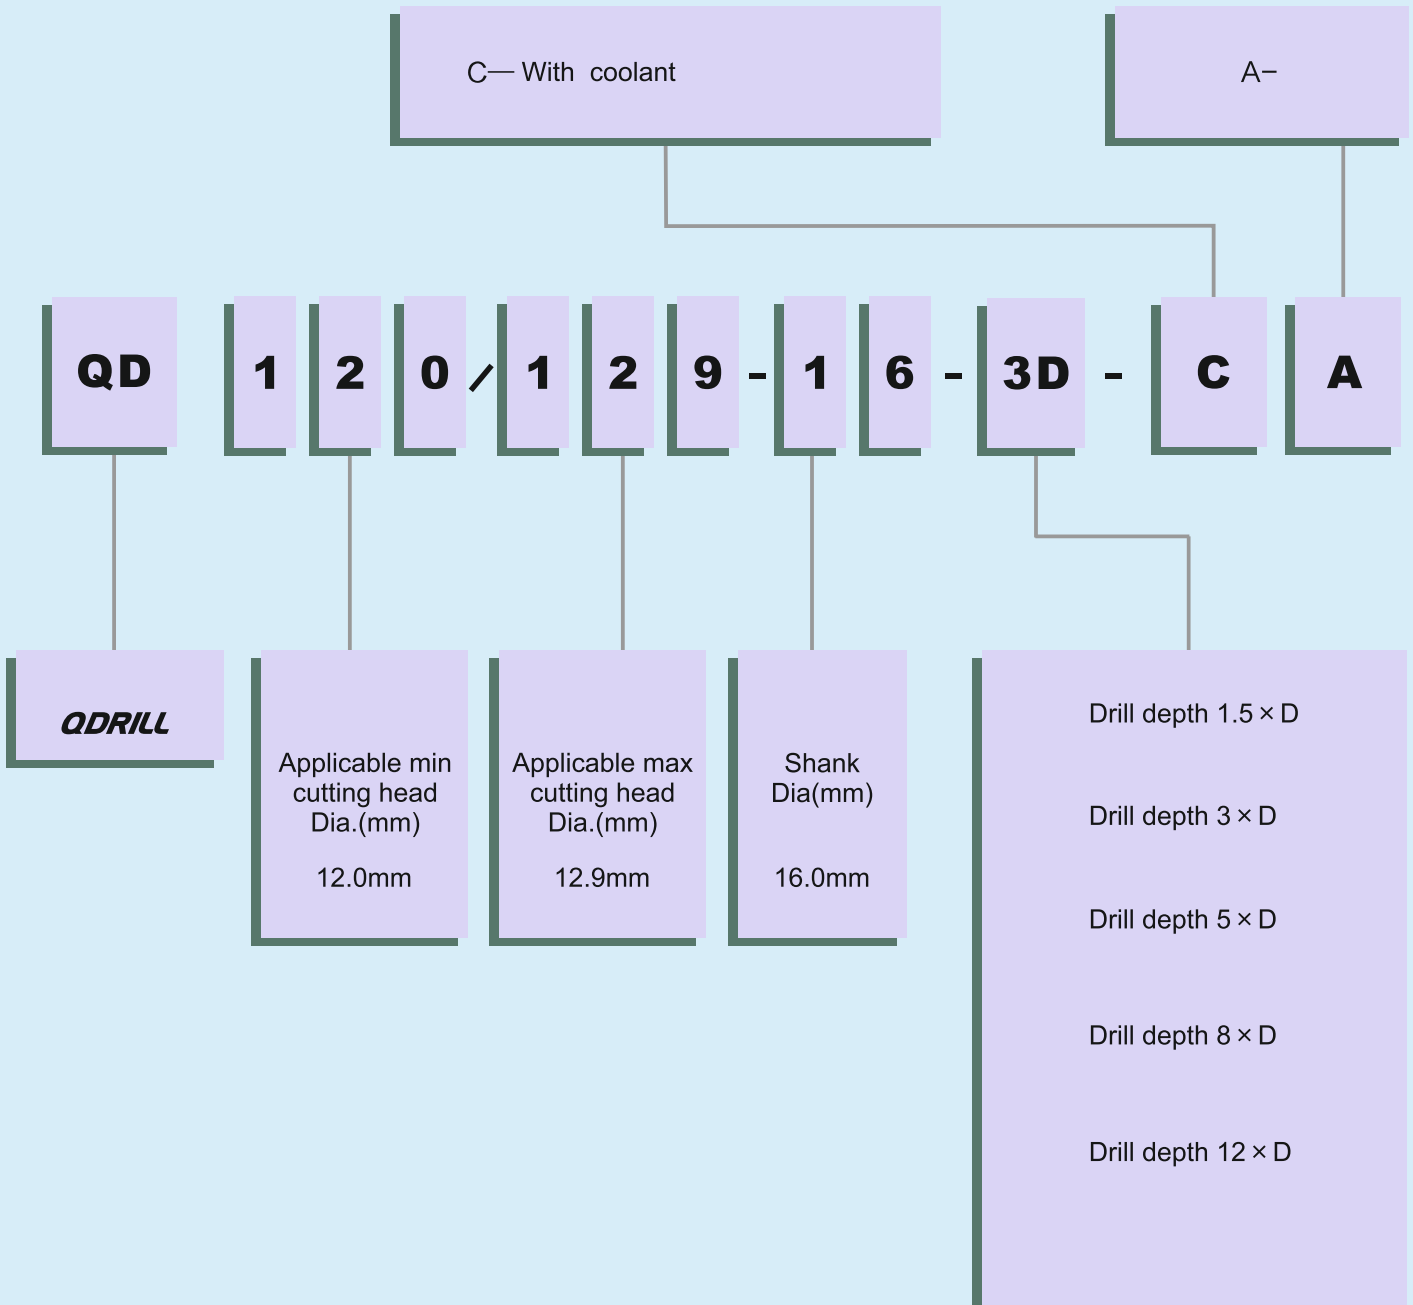 C— With coolant
A–
QD 1 2 0 / 1 2 9 - 1 6 - 3D - C A
QDRILL
Applicable min
cutting head
Dia.(mm)
12.0mm
Applicable max
cutting head
Dia.(mm)
12.9mm
Shank
Dia(mm)
16.0mm
Drill depth 1.5×D
Drill depth 3×D
Drill depth 5×D
Drill depth 8×D
Drill depth 12×D